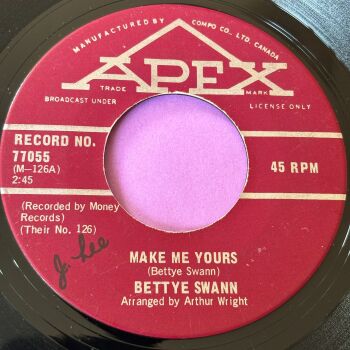 MANUFACTURED BY COMPO CO., LTD. CANADA
APEX
TRADE MARK
BROADCAST UNDER LICENSE ONLY
RECORD NO.
77055
(M-126A)
2:45
45 RPM
(Recorded by Money
Records)
(Their No. 126)
J. Lee
MAKE ME YOURS
(Bettye Swann)
BETTYE SWANN
Arranged by Arthur Wright